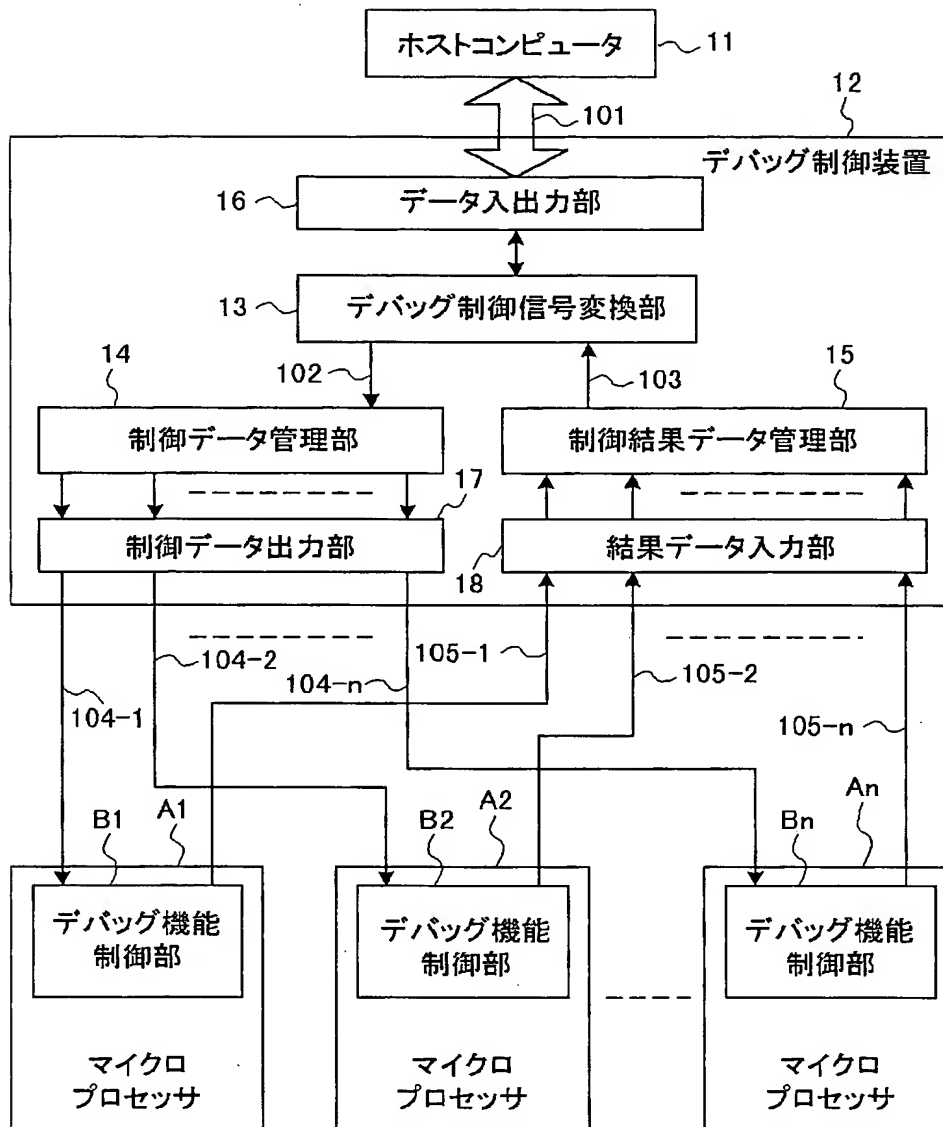 ホストコンピュータ
11
101
12
デバッグ制御装置
16
データ入出力部
13
デバッグ制御信号変換部
14
102
103
15
制御データ管理部
制御結果データ管理部
17
制御データ出力部
18
結果データ入力部
104-1
104-2
104-n
105-1
105-2
105-n
B1
A1
B2
A2
Bn
An
デバッグ機能
制御部
デバッグ機能
制御部
デバッグ機能
制御部
マイクロ
プロセッサ
マイクロ
プロセッサ
マイクロ
プロセッサ